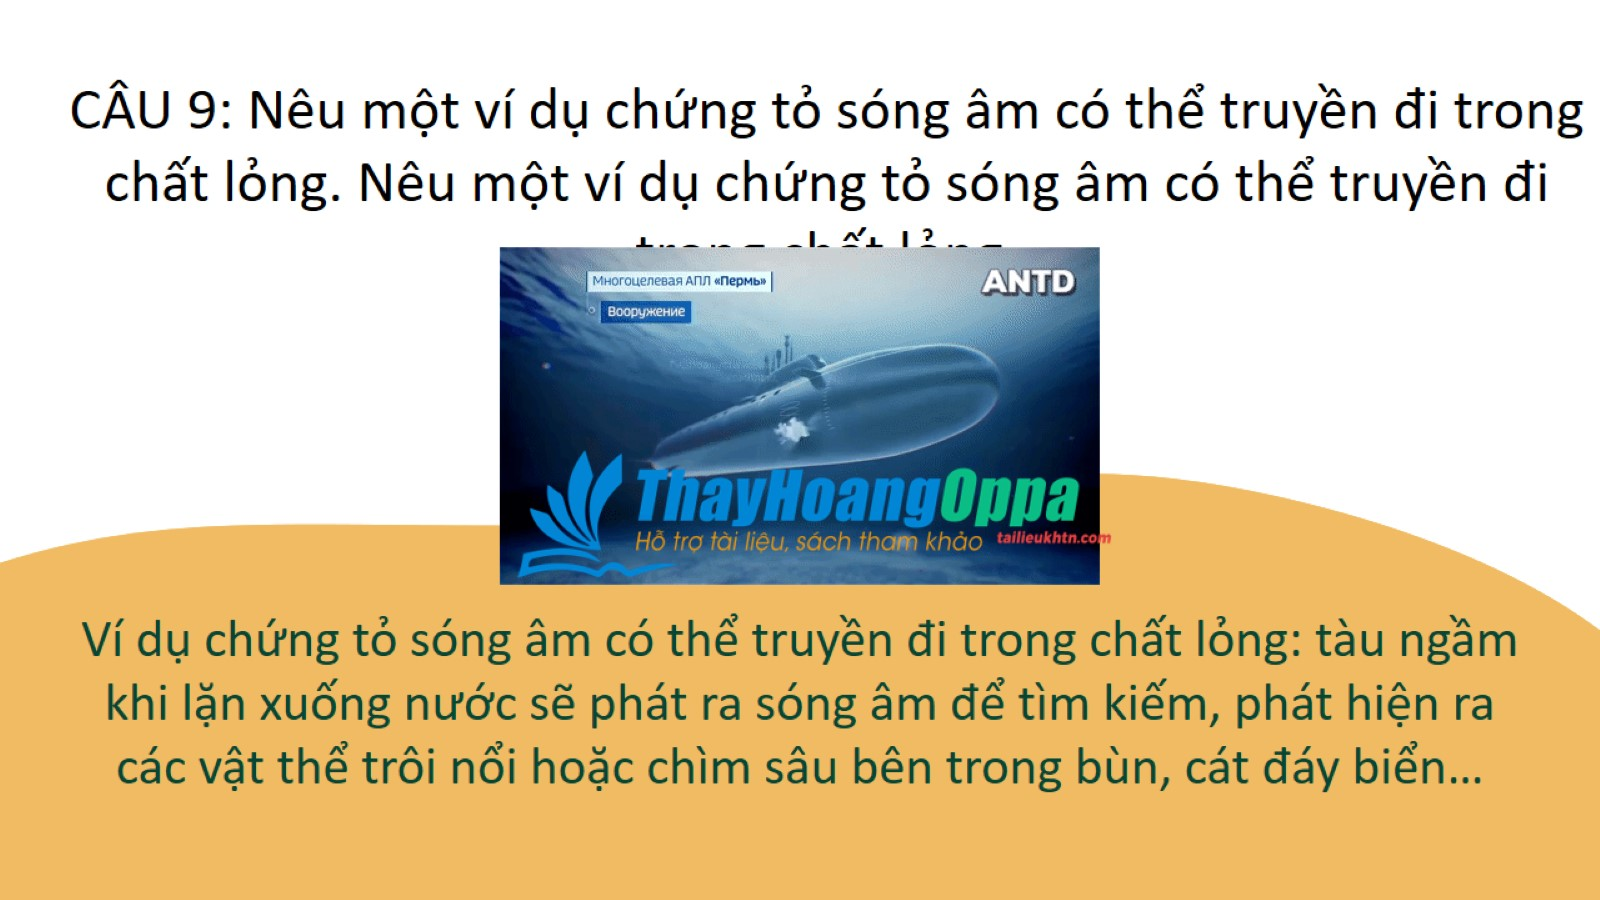 CÂU 9: Nêu một ví dụ chứng tỏ sóng âm có thể truyền đi trong
chất lỏng. Nêu một ví dụ chứng tỏ sóng âm có thể truyền đi
trong chất lỏng
Многоцелевая АПЛ «Пермь»
ANTD
Вооружение
ThayHoangOppa
Hỗ trợ tài liệu, sách tham khảo
tailieukhtn.com
Ví dụ chứng tỏ sóng âm có thể truyền đi trong chất lỏng: tàu ngầm
khi lặn xuống nước sẽ phát ra sóng âm để tìm kiếm, phát hiện ra
các vật thể trôi nổi hoặc chìm sâu bên trong bùn, cát đáy biển...